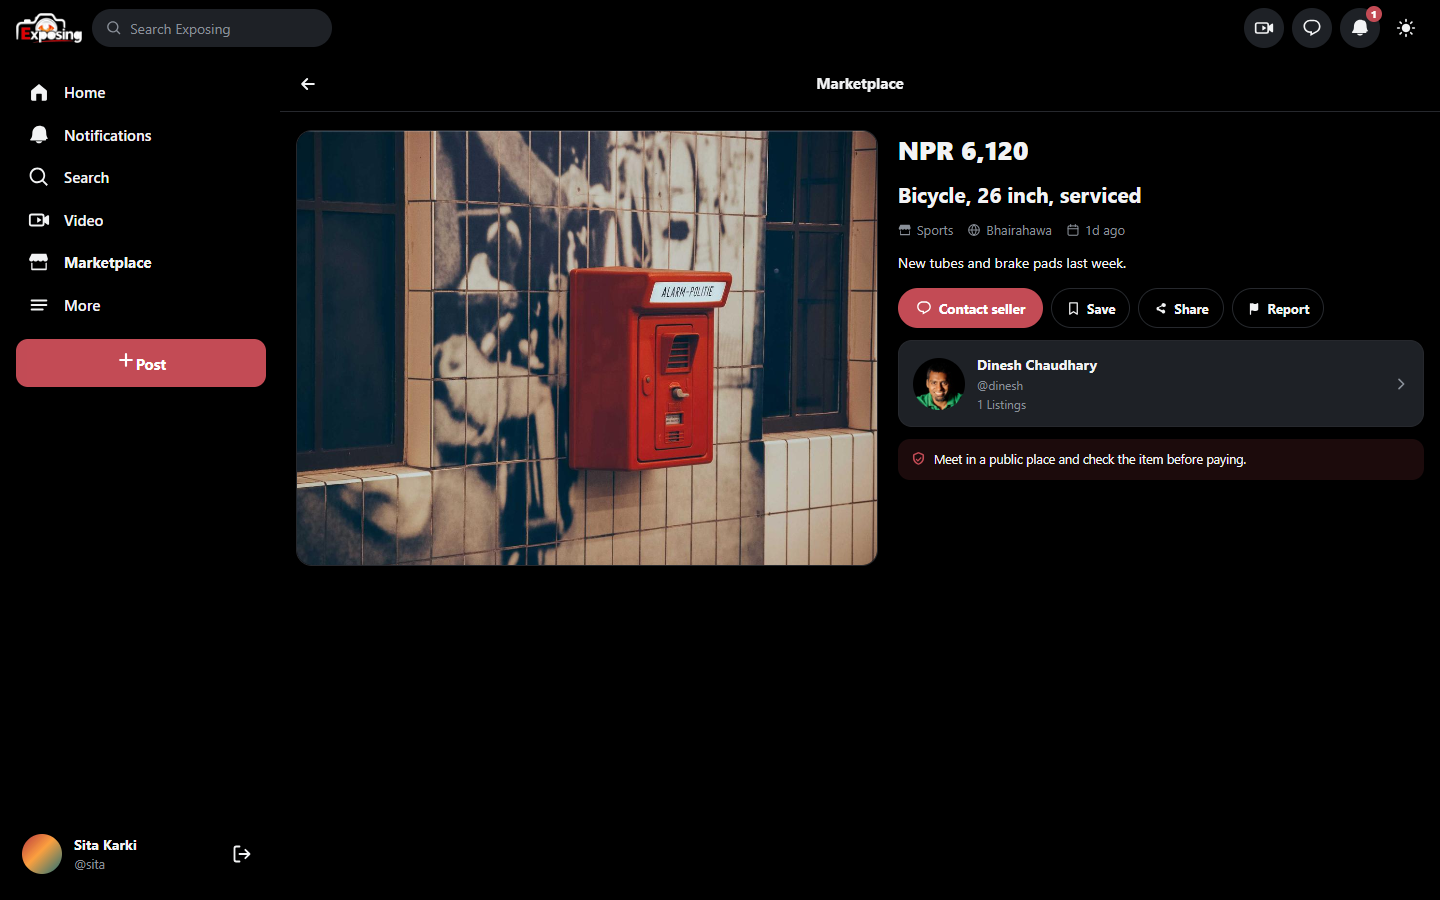 Exposing
Search Exposing
1
Home
Notifications
Search
Video
Marketplace
More
Post
Marketplace
ALARM-POLITIE
NPR 6,120
Bicycle, 26 inch, serviced
Sports Bhairahawa 1d ago
New tubes and brake pads last week.
Contact seller Save Share Report
Dinesh Chaudhary
@dinesh
1 Listings
Meet in a public place and check the item before paying.
Sita Karki
@sita